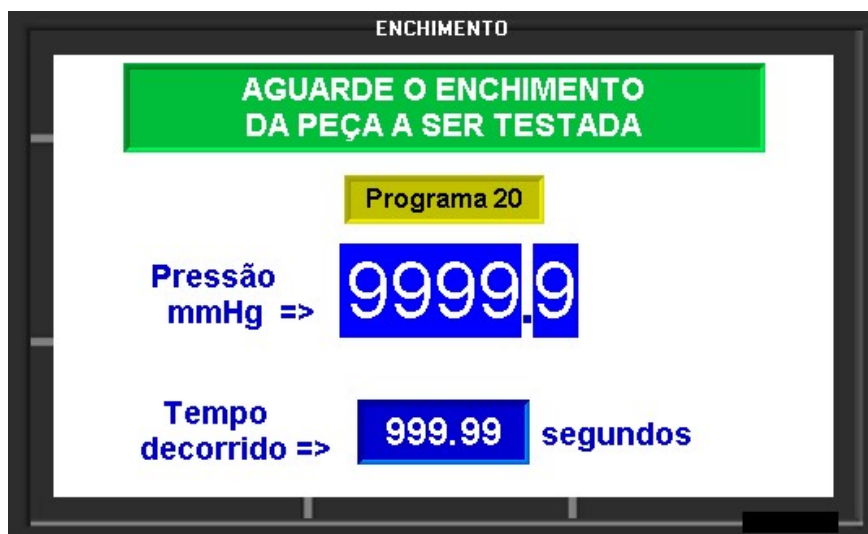 ENCHIMENTO
AGUARDE O ENCHIMENTO
DA PEÇA A SER TESTADA
Programa 20
Pressão
mmHg => 9999.9
Tempo
decorrido => 999.99 segundos